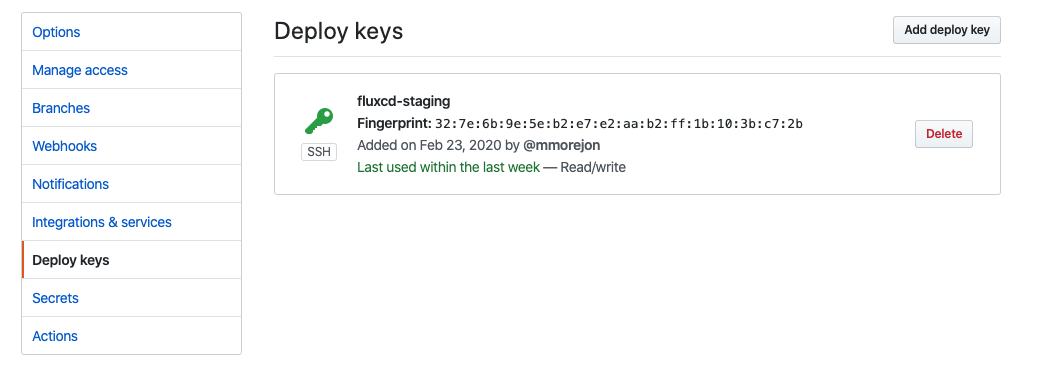 Options
Manage access
Branches
Webhooks
Notifications
Integrations & services
Deploy keys
Secrets
Actions
Deploy keys
Add deploy key
SSH
fluxcd-staging
Fingerprint: 32:7e:6b:9e:5e:b2:e7:e2:aa:b2:ff:1b:10:3b:c7:2b
Added on Feb 23, 2020 by @mmorejon
Last used within the last week — Read/write
Delete